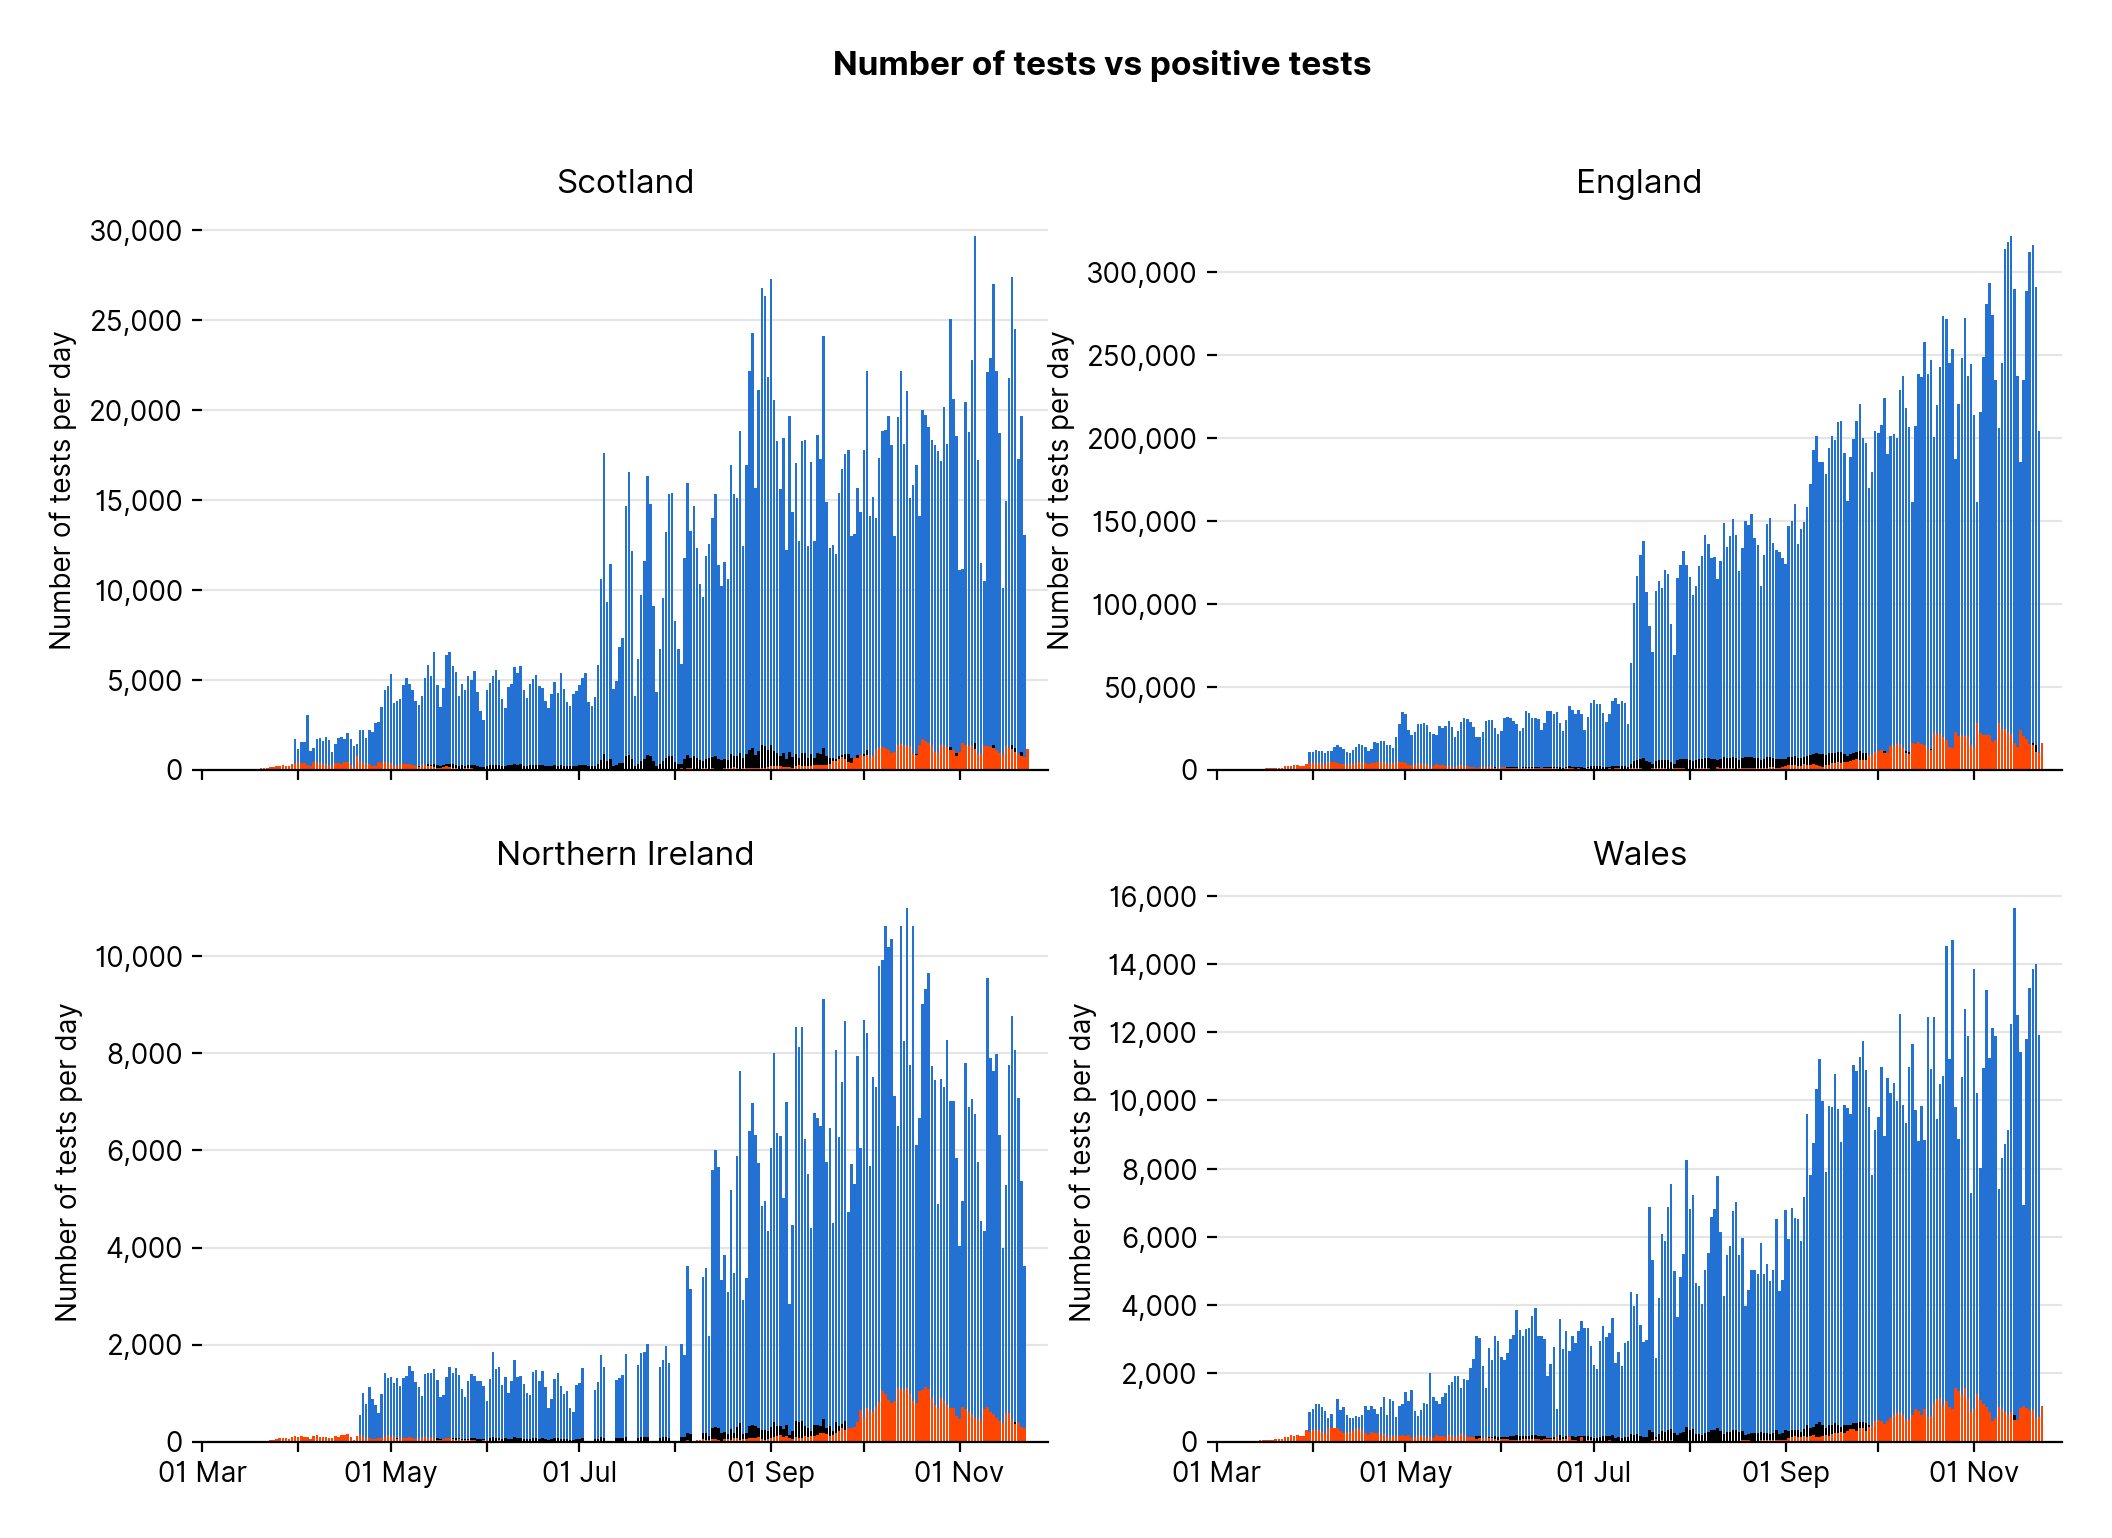 Number of tests vs positive tests
Scotland
30,000
25,000
20,000
15,000
10,000
5,000
0
Number of tests per day
England
300,000
250,000
200,000
150,000
100,000
50,000
0
Number of tests per day
Northern Ireland
10,000
8,000
6,000
4,000
2,000
0
Number of tests per day
01 Mar
01 May
01 Jul
01 Sep
01 Nov
Wales
16,000
14,000
12,000
10,000
8,000
6,000
4,000
2,000
0
Number of tests per day
01 Mar
01 May
01 Jul
01 Sep
01 Nov